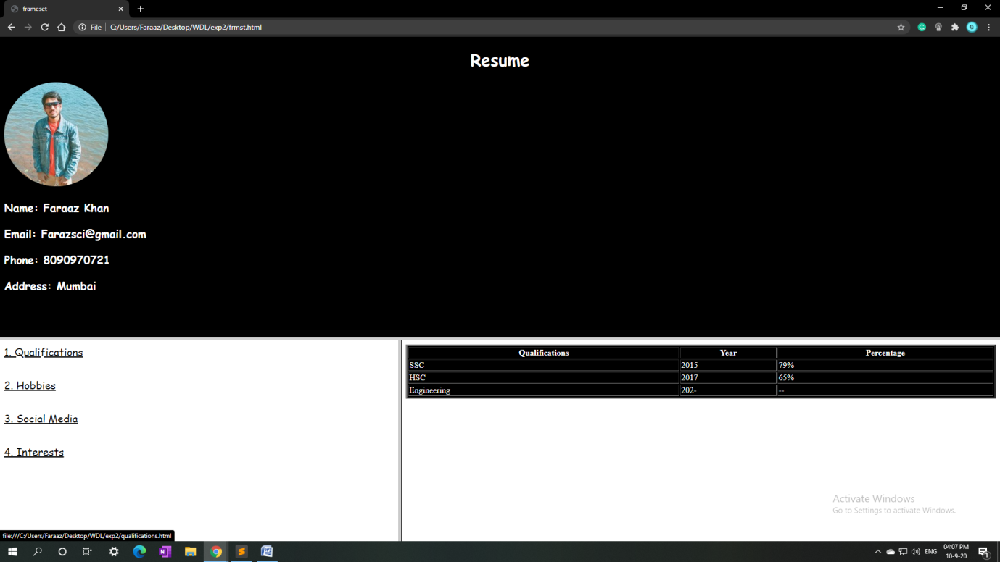 frameset
File C:/Users/Faraaz/Desktop/WDL/exp2/frmst.html
Resume
Name: Faraaz Khan
Email: Farazsci@gmail.com
Phone: 8090970721
Address: Mumbai
1. Qualifications
2. Hobbies
3. Social Media
4. Interests
Qualifications Year Percentage
SSC 2015 79%
HSC 2017 65%
Engineering 202- --
Activate Windows
Go to Settings to activate Windows.
file:///C:/Users/Faraaz/Desktop/WDL/exp2/qualifications.html
ENG
04:07 PM
10-9-20
1